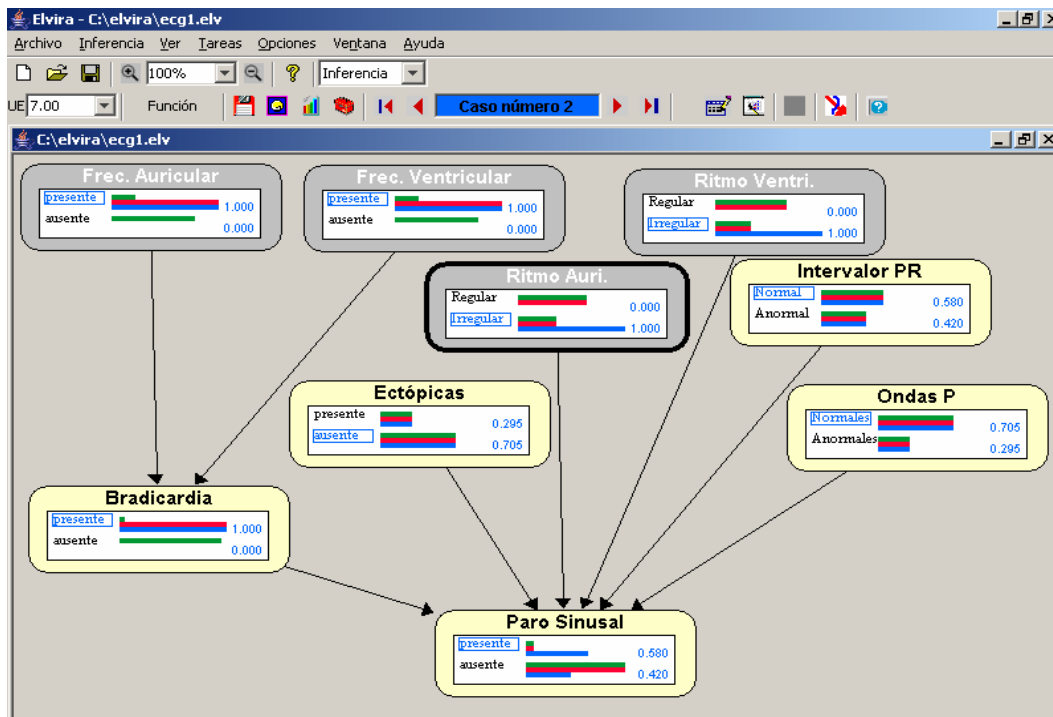 Elvira - C:\elvira\ecg1.elv
Archivo Inferencia Ver Tareas Opciones Ventana Ayuda
100% Inferencia
UE 7.00 Función Caso número 2
C:\elvira\ecg1.elv
Frec. Auricular
presente 1.000
ausente 0.000
Frec. Ventricular
presente 1.000
ausente 0.000
Ritmo Ventri.
Regular 0.000
Irregular 1.000
Ritmo Auri.
Regular 0.000
Irregular 1.000
Intervalor PR
Normal 0.580
Anormal 0.420
Ectópicas
presente 0.295
ausente 0.705
Ondas P
Normales 0.705
Anormales 0.295
Bradicardia
presente 1.000
ausente 0.000
Paro Sinusal
presente 0.580
ausente 0.420